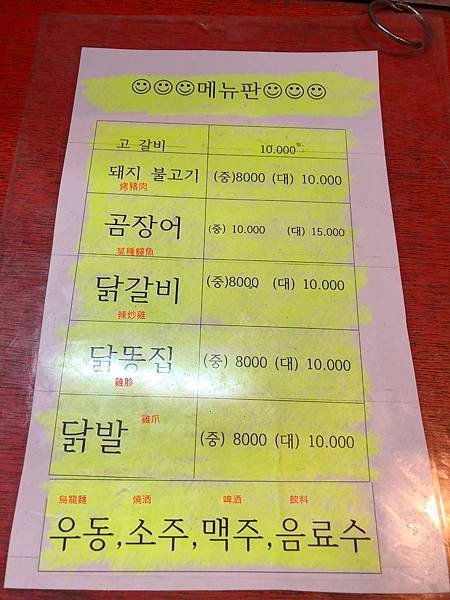 ☺☺☺메뉴판☺☺☺
고 갈비 10.000
돼지 불고기 (중)8000 (대) 10.000
烤豬肉
곰장어 (중) 10.000 (대) 15.000
某種鰻魚
닭갈비 (중)8000 (대) 10.000
辣炒雞
닭똥집 (중) 8000 (대) 10.000
雞胗
雞爪
닭발 (중) 8000 (대) 10.000
烏龍麵 燒酒 啤酒 飲料
우동,소주,맥주,음료수